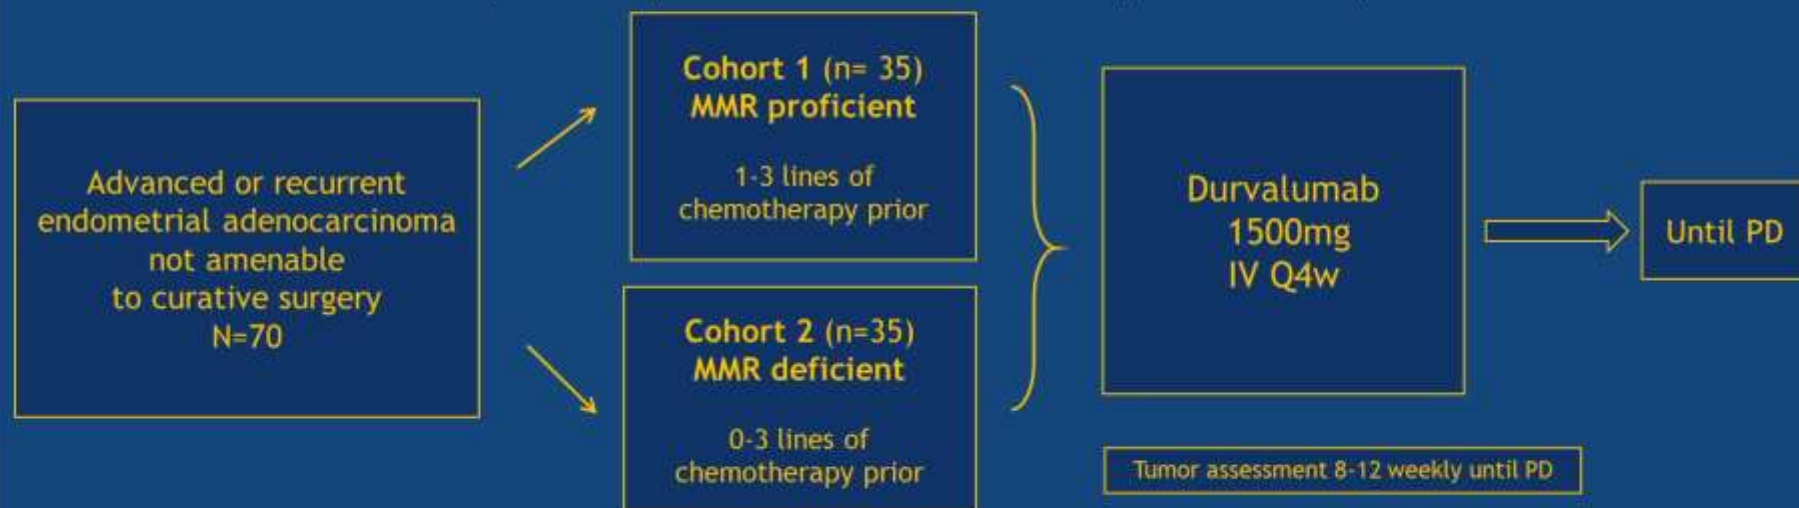 Advanced or recurrent
endometrial adenocarcinoma
not amenable
to curative surgery
N=70
Cohort 1 (n= 35)
MMR proficient
1-3 lines of
chemotherapy prior
Cohort 2 (n=35)
MMR deficient
0-3 lines of
chemotherapy prior
Durvalumab
1500mg
IV Q4w
Until PD
Tumor assessment 8-12 weekly until PD